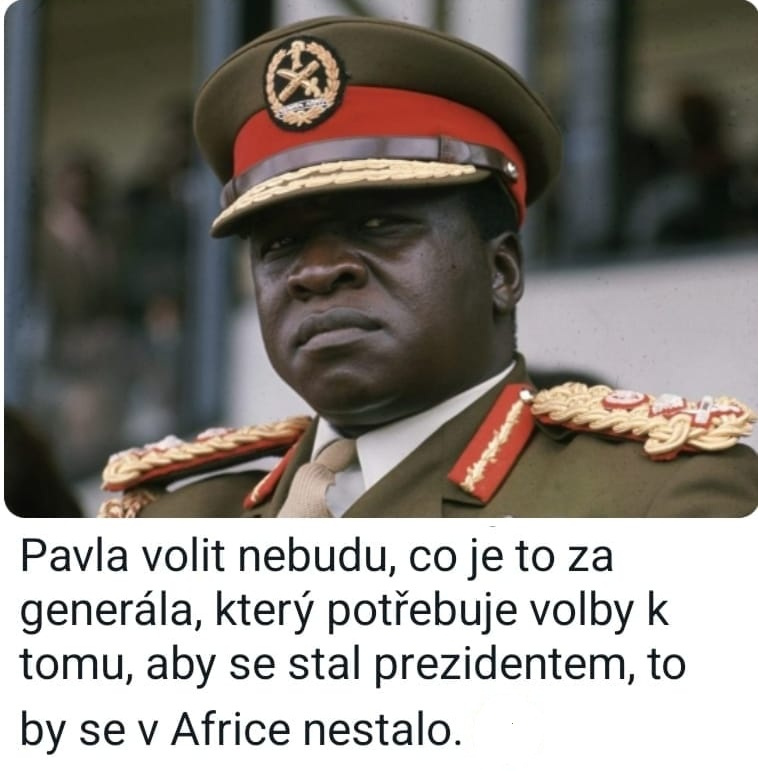 Pavla volit nebudu, co je to za
generála, který potřebuje volby k
tomu, aby se stal prezidentem, to
by se v Africe nestalo.